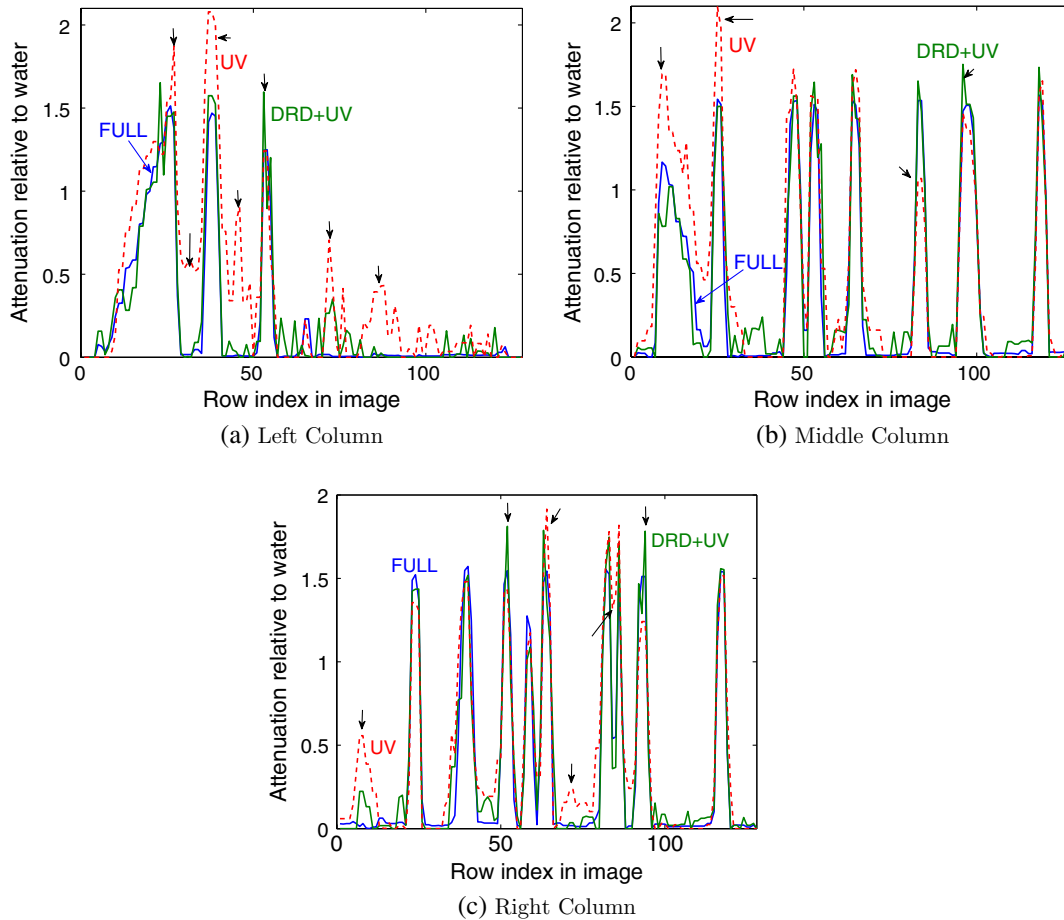 Attenuation relative to water
2
1.5
1
0.5
0
0
50
100
UV
FULL
DRD+UV
Row index in image
(a) Left Column
Attenuation relative to water
2
1.5
1
0.5
0
0
50
100
UV
DRD+UV
FULL
Row index in image
(b) Middle Column
Attenuation relative to water
2
1.5
1
0.5
0
0
50
100
FULL
DRD+UV
UV
Row index in image
(c) Right Column